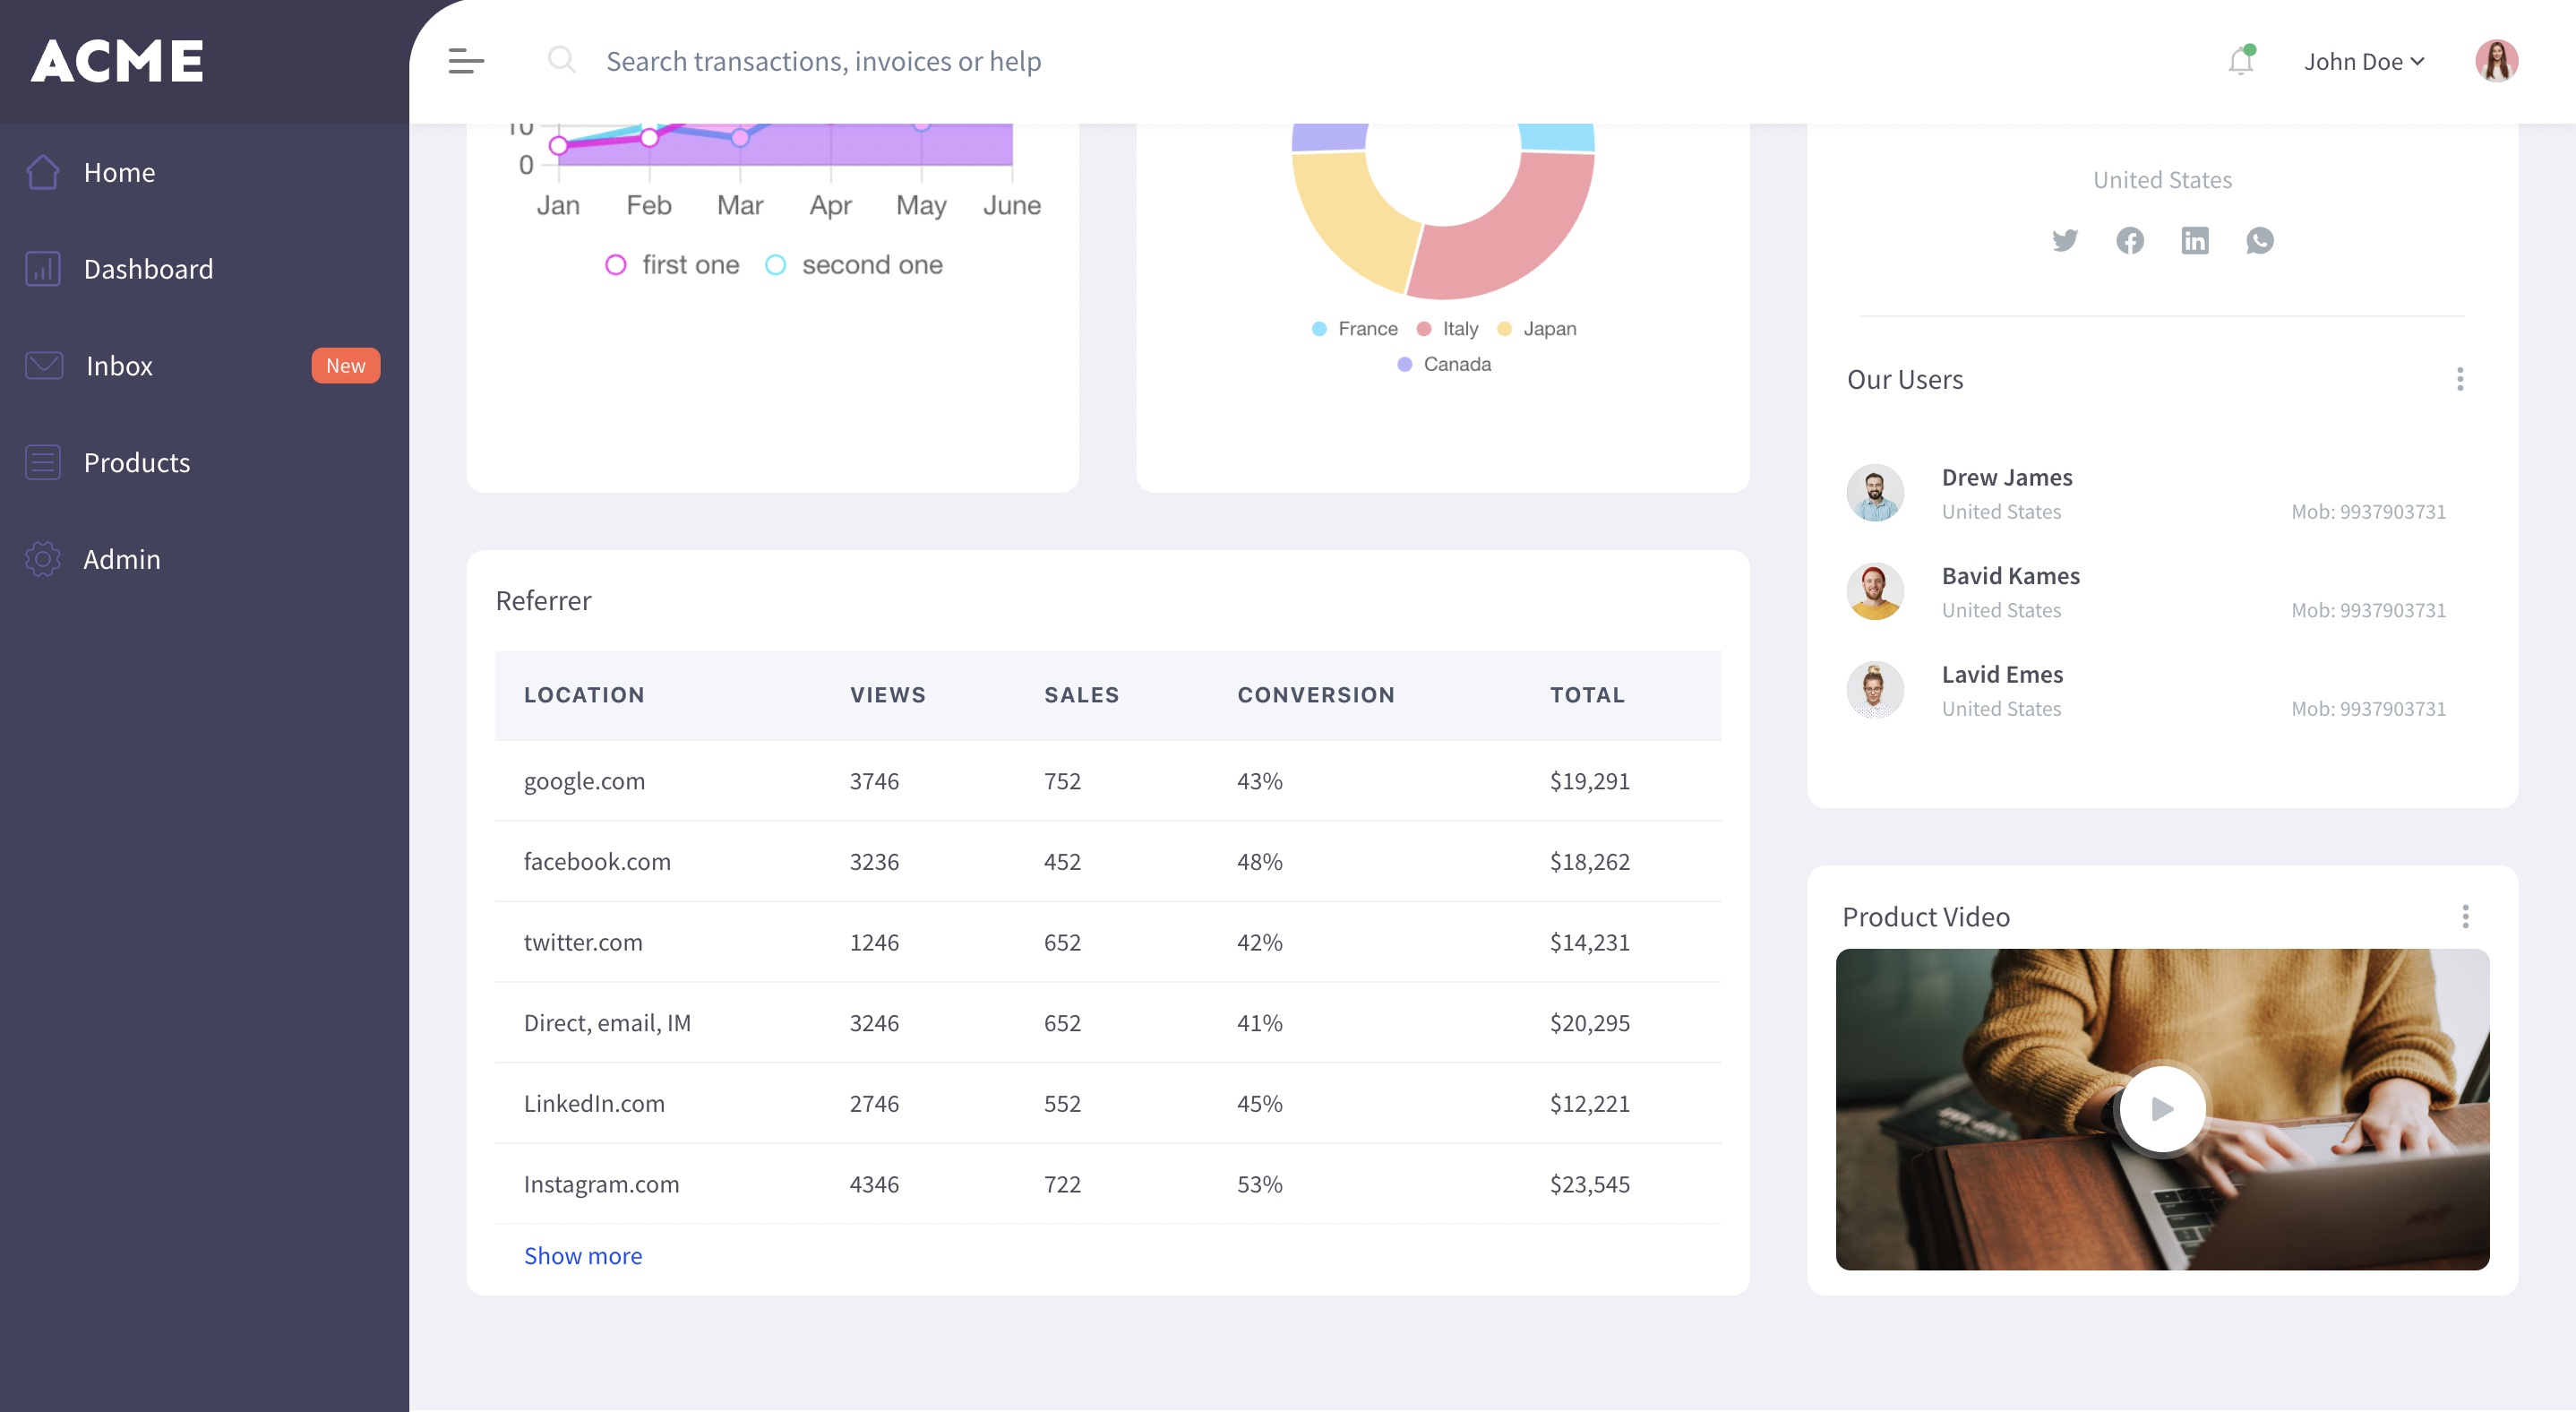 ACME
Search transactions, invoices or help
John Doe
Home
Dashboard
Inbox New
Products
Admin
10
0
Jan Feb Mar Apr May June
first one second one
France Italy Japan
Canada
United States
Our Users
Drew James
United States Mob: 9937903731
Bavid Kames
United States Mob: 9937903731
Lavid Emes
United States Mob: 9937903731
Referrer
LOCATION VIEWS SALES CONVERSION TOTAL
google.com 3746 752 43% $19,291
facebook.com 3236 452 48% $18,262
twitter.com 1246 652 42% $14,231
Direct, email, IM 3246 652 41% $20,295
LinkedIn.com 2746 552 45% $12,221
Instagram.com 4346 722 53% $23,545
Show more
Product Video